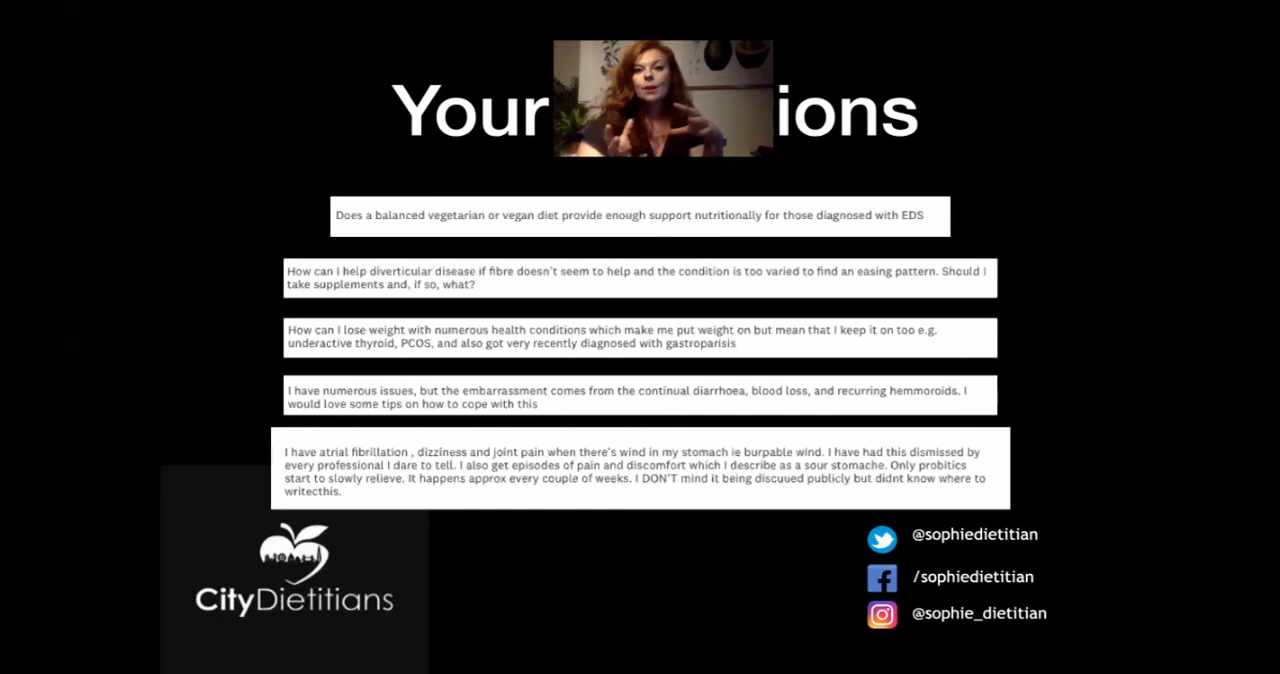 Your ions
Does a balanced vegetarian or vegan diet provide enough support nutritionally for those diagnosed with EDS
How can I help diverticular disease if fibre doesn't seem to help and the condition is too varied to find an easing pattern. Should I
take supplements and, if so, what?
How can I lose weight with numerous health conditions which make me put weight on but mean that I keep it on too e.g.
underactive thyroid, PCOS, and also got very recently diagnosed with gastroparisis
I have numerous issues, but the embarrassment comes from the continual diarrhoea, blood loss, and recurring hemmoroids. I
would love some tips on how to cope with this
I have atrial fibrillation , dizziness and joint pain when there's wind in my stomach ie burpable wind. I have had this dismissed by
every professional I dare to tell. I also get episodes of pain and discomfort which I describe as a sour stomache. Only probitics
start to slowly relieve. It happens approx every couple of weeks. I DON'T mind it being discuued publicly but didnt know where to
writecthis.
CityDietitians
@sophiedietitian
/sophiedietitian
@sophie_dietitian